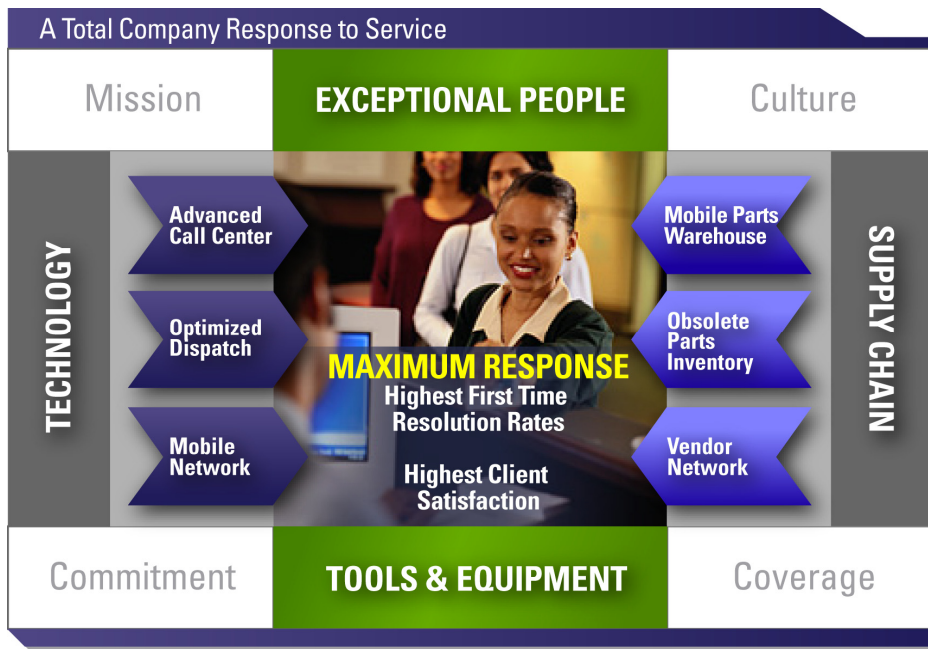 A Total Company Response to Service
Mission
EXCEPTIONAL PEOPLE
Culture
TECHNOLOGY
Advanced
Call Center
Optimized
Dispatch
Mobile
Network
MAXIMUM RESPONSE
Highest First Time
Resolution Rates
Highest Client
Satisfaction
Mobile Parts
Warehouse
Obsolete
Parts
Inventory
Vendor
Network
SUPPLY CHAIN
Commitment
TOOLS & EQUIPMENT
Coverage